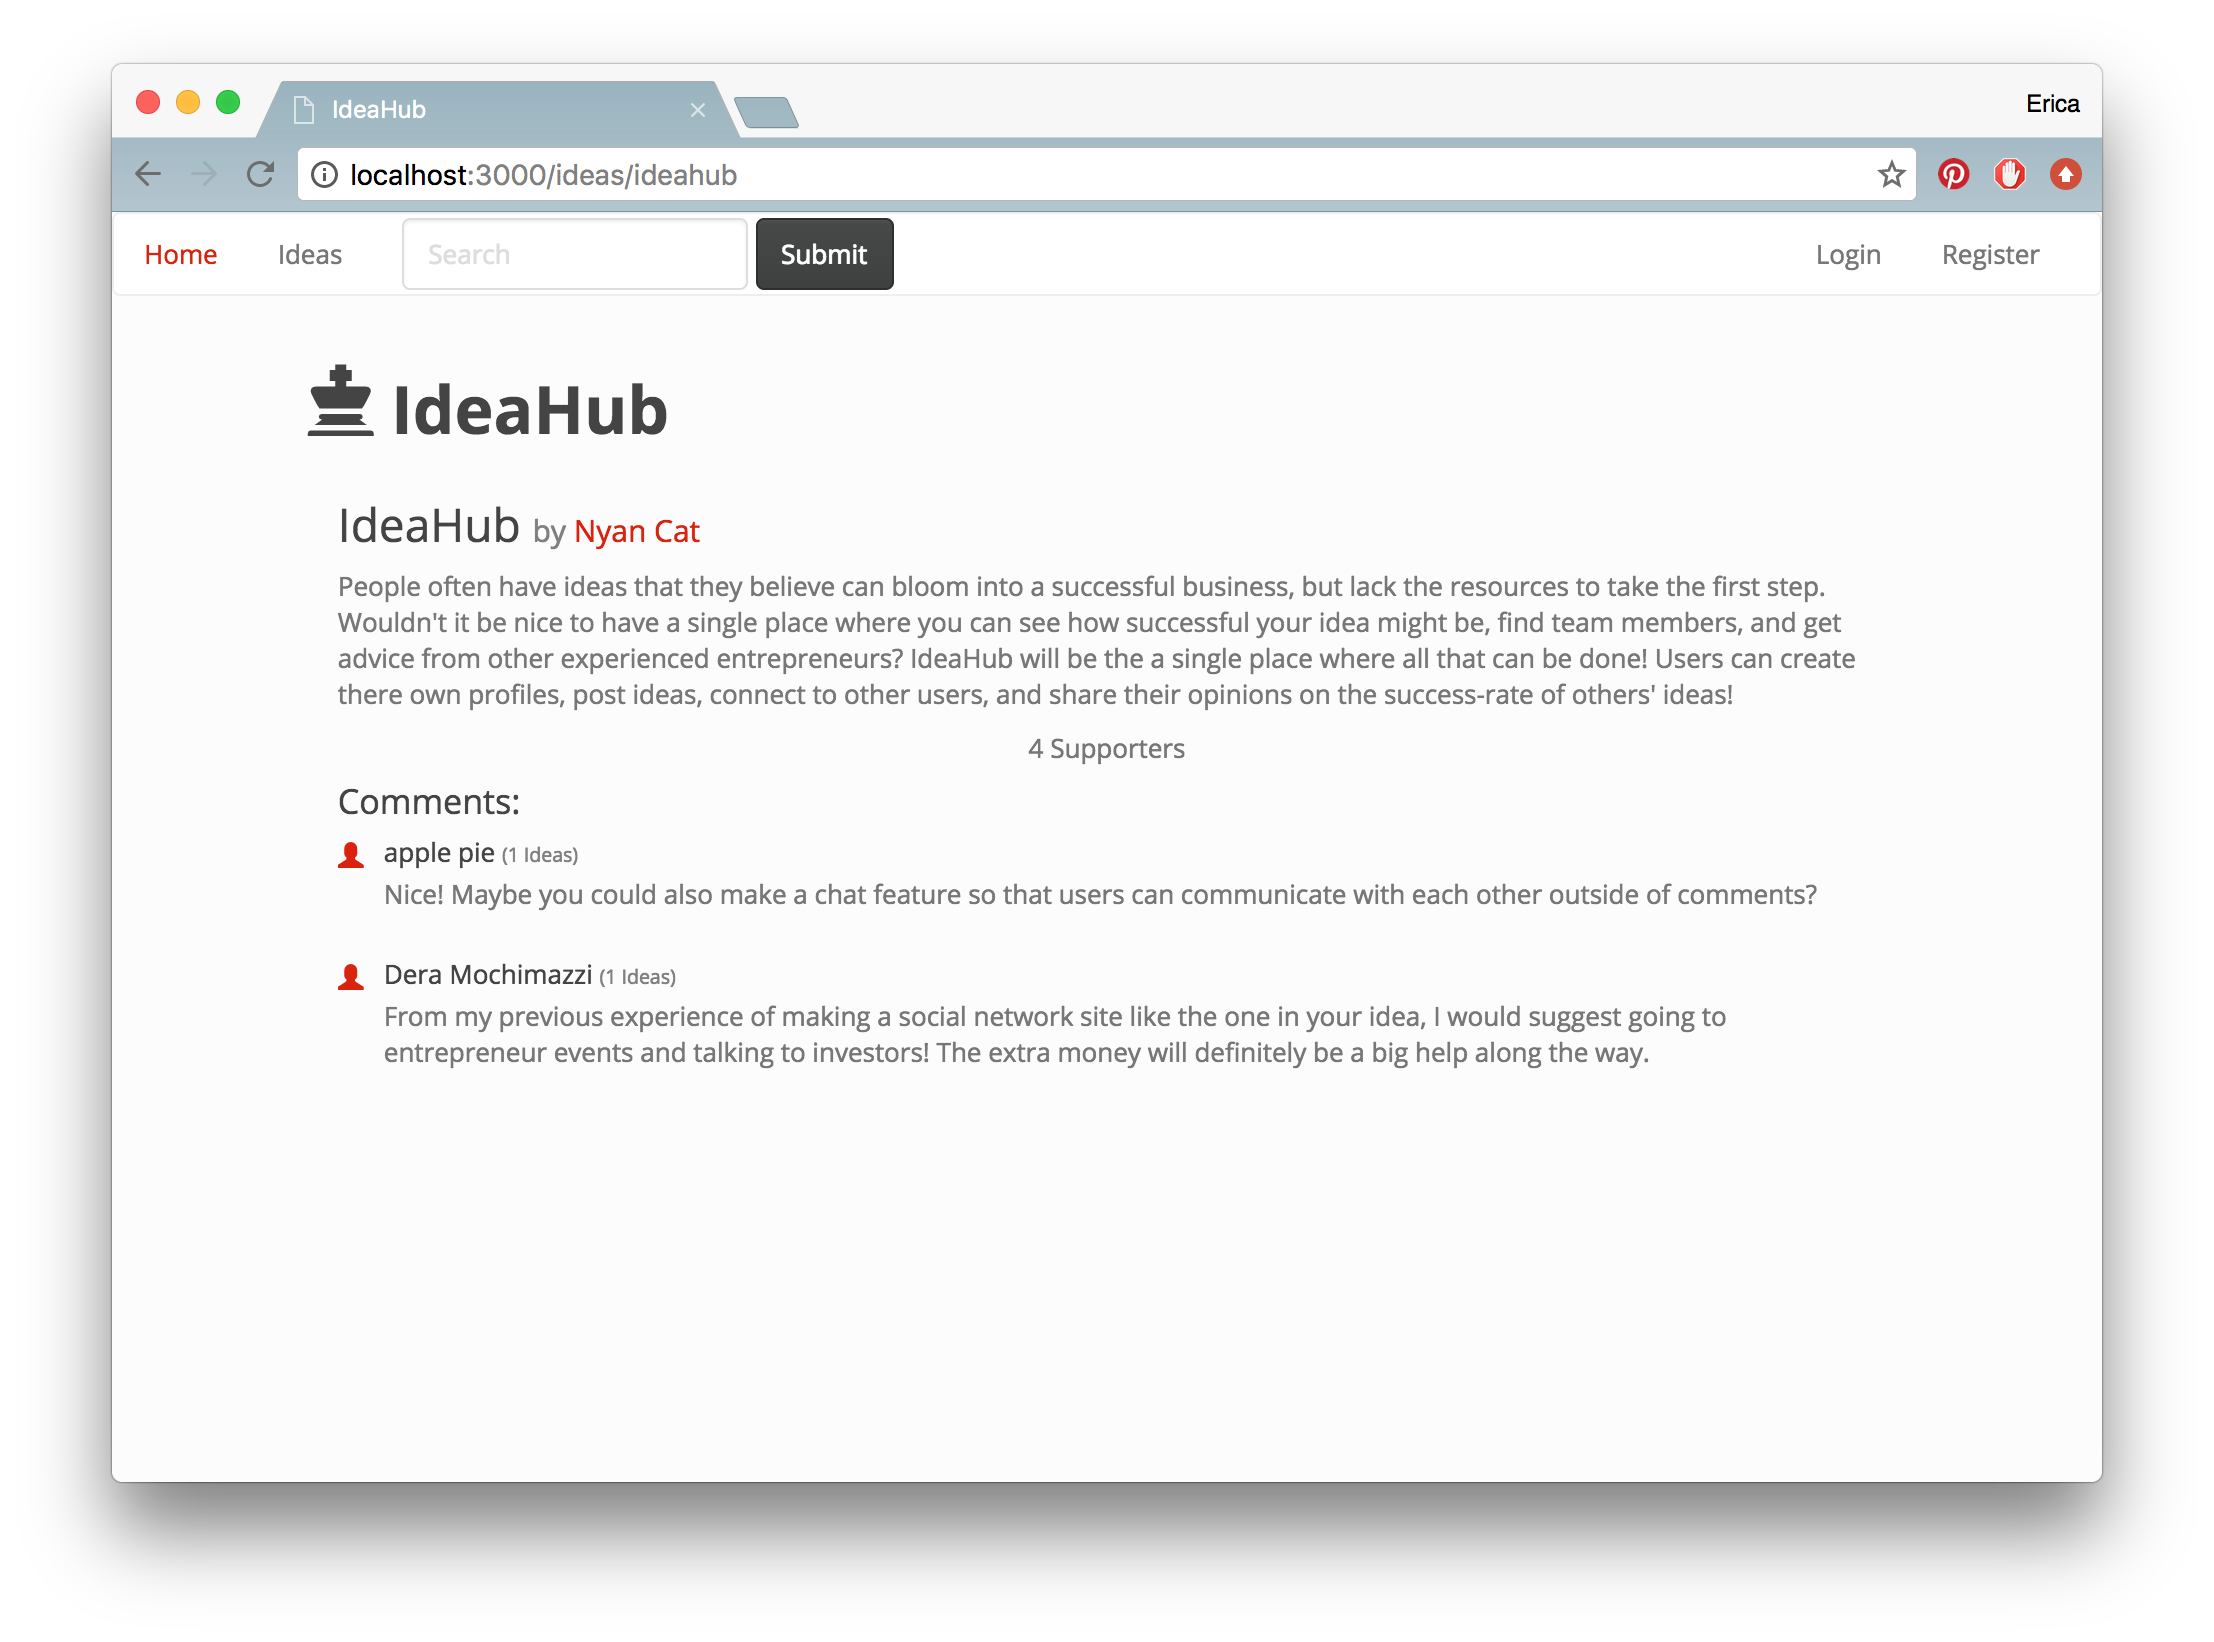 IdeaHub
Erica
localhost:3000/ideas/ideahub
Home Ideas Search Submit Login Register
IdeaHub
IdeaHub by Nyan Cat
People often have ideas that they believe can bloom into a successful business, but lack the resources to take the first step.
Wouldn't it be nice to have a single place where you can see how successful your idea might be, find team members, and get
advice from other experienced entrepreneurs? IdeaHub will be the a single place where all that can be done! Users can create
there own profiles, post ideas, connect to other users, and share their opinions on the success-rate of others' ideas!
4 Supporters
Comments:
apple pie (1 Ideas)
Nice! Maybe you could also make a chat feature so that users can communicate with each other outside of comments?
Dera Mochimazzi (1 Ideas)
From my previous experience of making a social network site like the one in your idea, I would suggest going to
entrepreneur events and talking to investors! The extra money will definitely be a big help along the way.